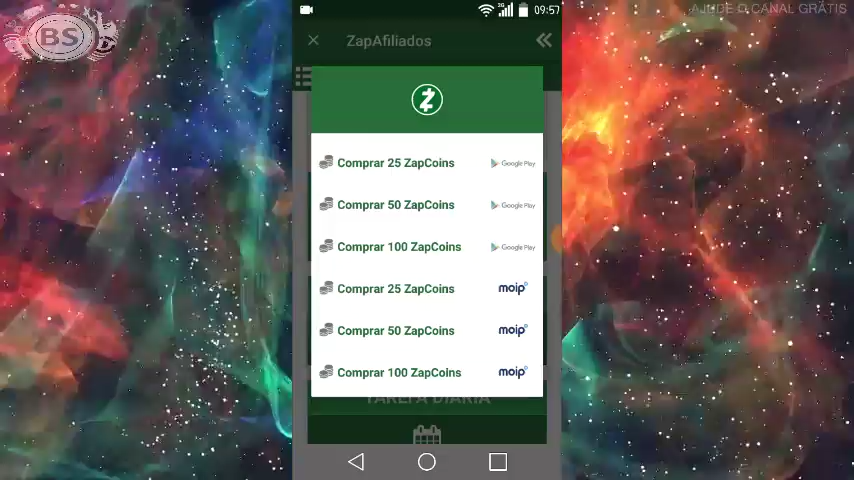 AJUDE O CANAL GRÁTIS
BS
09:57
ZapAfiliados
Comprar 25 ZapCoins Google Play
Comprar 50 ZapCoins Google Play
Comprar 100 ZapCoins Google Play
Comprar 25 ZapCoins moip
Comprar 50 ZapCoins moip
Comprar 100 ZapCoins moip
TAREFA DIÁRIA